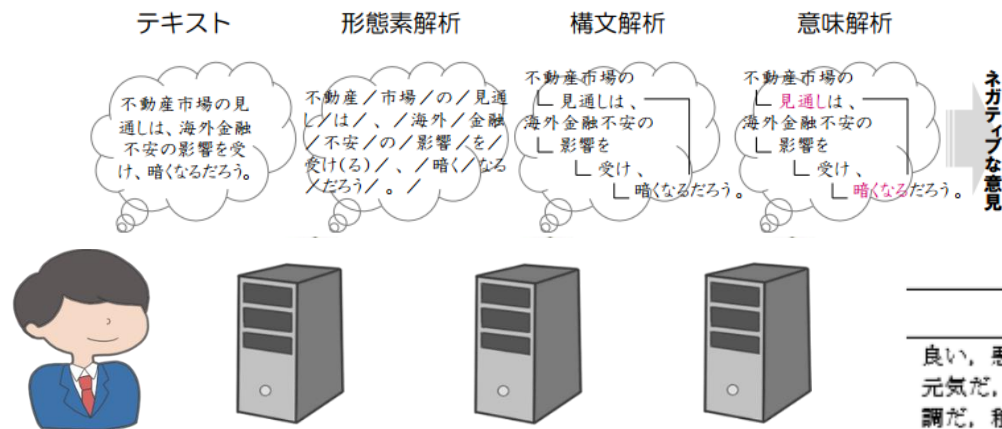 テキスト
形態素解析
構文解析
意味解析
不動産市場の見
通しは、海外金融
不安の影響を受
け、暗くなるだろう。
不動産／市場／の／見通
し／は／、／海外／金融
／不安／の／影響／を／
受け(る)／、／暗く／なる
／だろう／。／
不動産市場の
見通しは、
海外金融不安の
影響を
受け、
暗くなるだろう。
不動産市場の
見通しは、
海外金融不安の
影響を
受け、
暗くなるだろう。
ネガティブな意見
良い，
元気だ，
調だ，